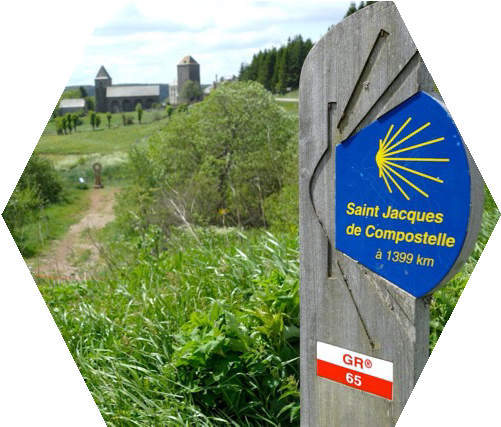 Saint Jacques
de Compostelle
à 1399 km
GR®
65